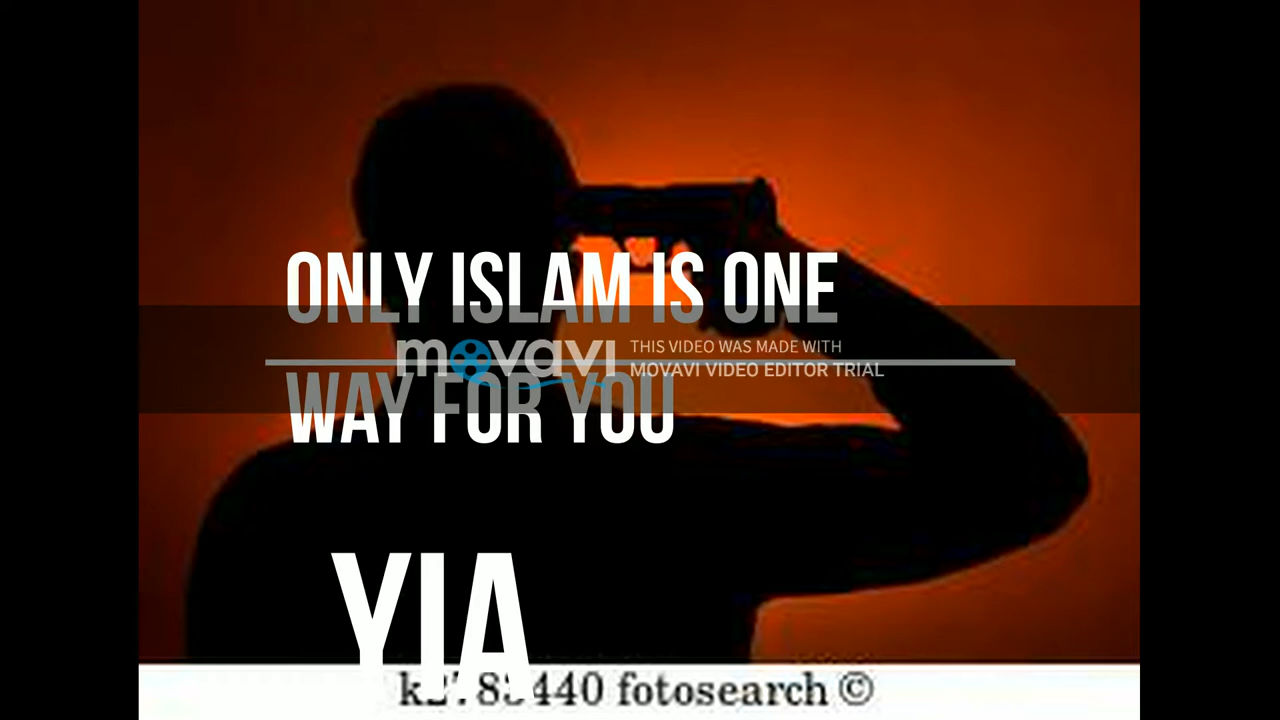 ONLY ISLAM IS ONE
movavi
THIS VIDEO WAS MADE WITH
MOVAVI VIDEO EDITOR TRIAL
WAY FOR YOU
YIA
fotosearch ©